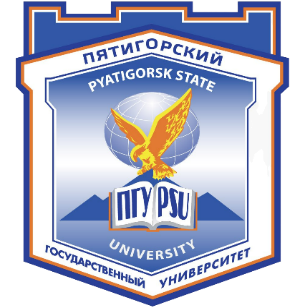 ПЯТИГОРСКИЙ
PYATIGORSK STATE
ПГУ PSU
UNIVERSITY
ГОСУДАРСТВЕННЫЙ УНИВЕРСИТЕТ